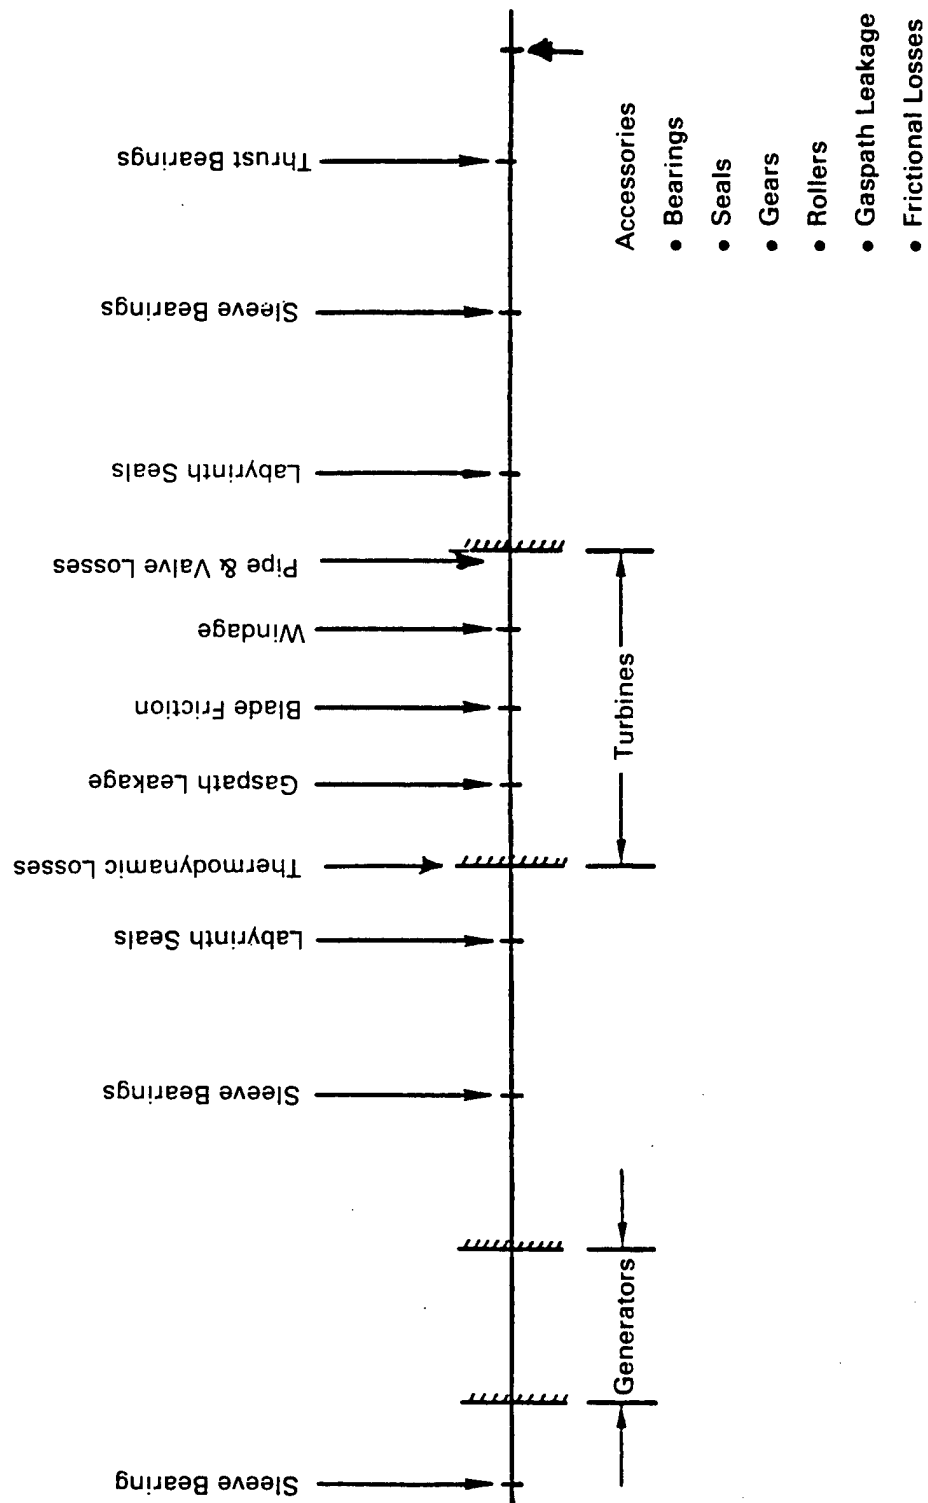 Thrust Bearings
Sleeve Bearings
Labyrinth Seals
Pipe & Valve Losses
Windage
Blade Friction
Gaspath Leakage
Thermodynamic Losses
Labyrinth Seals
Sleeve Bearings
Sleeve Bearing
Turbines
Generators
Accessories
• Bearings
• Seals
• Gears
• Rollers
• Gaspath Leakage
• Frictional Losses